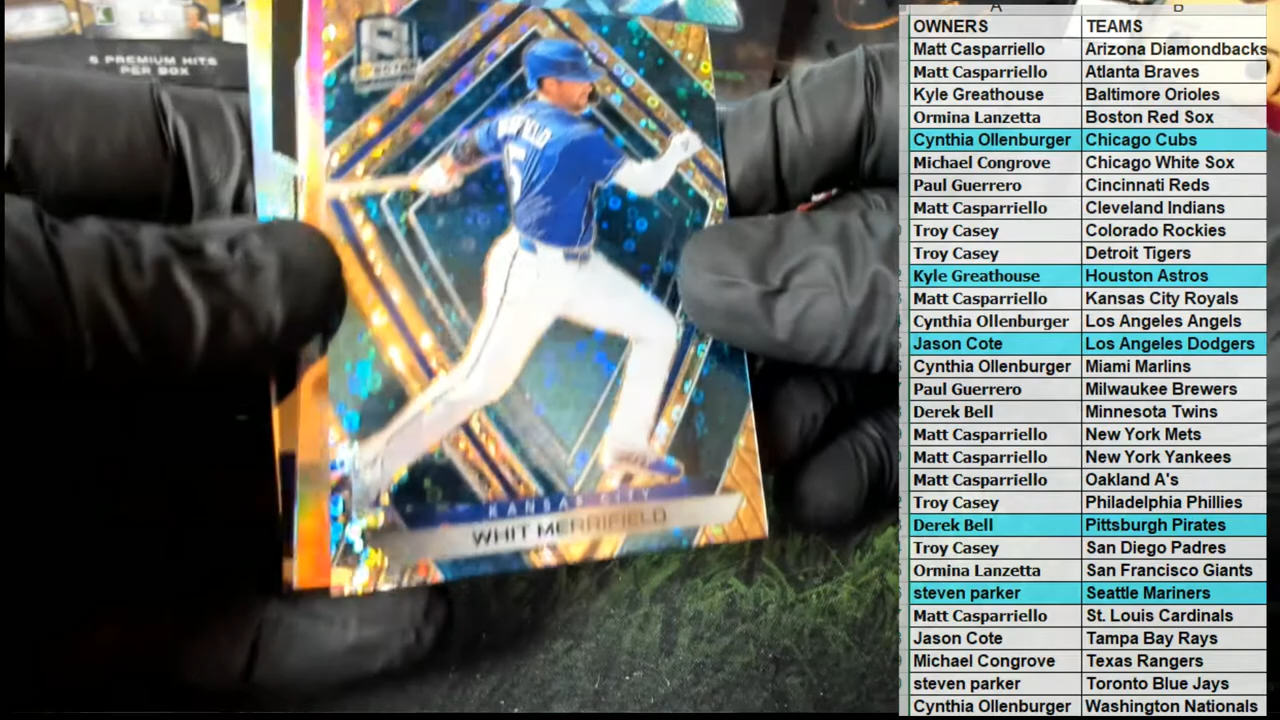 5 PREMIUM HITS
PER BOX
KANSAS CITY
WHIT MERRIFIELD
A B
OWNERS TEAMS
Matt Casparriello Arizona Diamondbacks
Matt Casparriello Atlanta Braves
Kyle Greathouse Baltimore Orioles
Ormina Lanzetta Boston Red Sox
Cynthia Ollenburger Chicago Cubs
Michael Congrove Chicago White Sox
Paul Guerrero Cincinnati Reds
Matt Casparriello Cleveland Indians
Troy Casey Colorado Rockies
Troy Casey Detroit Tigers
Kyle Greathouse Houston Astros
Matt Casparriello Kansas City Royals
Cynthia Ollenburger Los Angeles Angels
Jason Cote Los Angeles Dodgers
Cynthia Ollenburger Miami Marlins
Paul Guerrero Milwaukee Brewers
Derek Bell Minnesota Twins
Matt Casparriello New York Mets
Matt Casparriello New York Yankees
Matt Casparriello Oakland A's
Troy Casey Philadelphia Phillies
Derek Bell Pittsburgh Pirates
Troy Casey San Diego Padres
Ormina Lanzetta San Francisco Giants
steven parker Seattle Mariners
Matt Casparriello St. Louis Cardinals
Jason Cote Tampa Bay Rays
Michael Congrove Texas Rangers
steven parker Toronto Blue Jays
Cynthia Ollenburger Washington Nationals